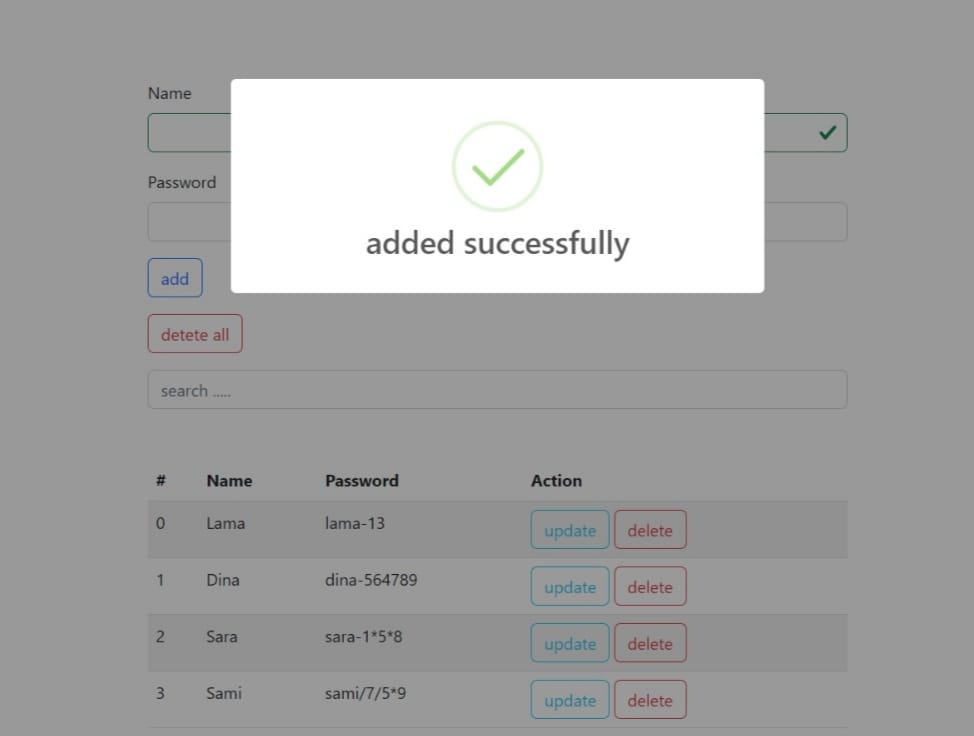 Name
added successfully
Password
add
detete all
search .....
# Name Password Action
0 Lama lama-13 update delete
1 Dina dina-564789 update delete
2 Sara sara-1*5*8 update delete
3 Sami sami/7/5*9 update delete